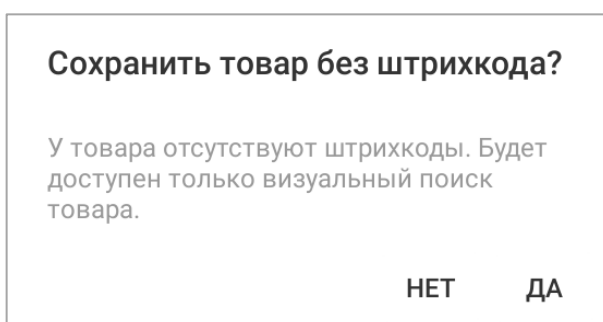 Сохранить товар без штрихкода?
У товара отсутствуют штрихкоды. Будет
доступен только визуальный поиск
товара.
НЕТ ДА